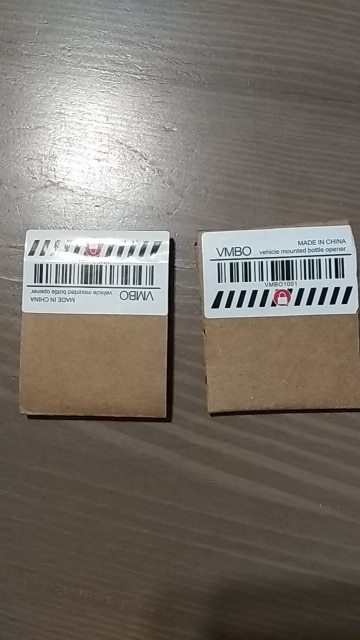 VMBO
vehicle mounted bottle opener
MADE IN CHINA
MADE IN CHINA
VMBO vehicle mounted bottle opener
VMBO1001